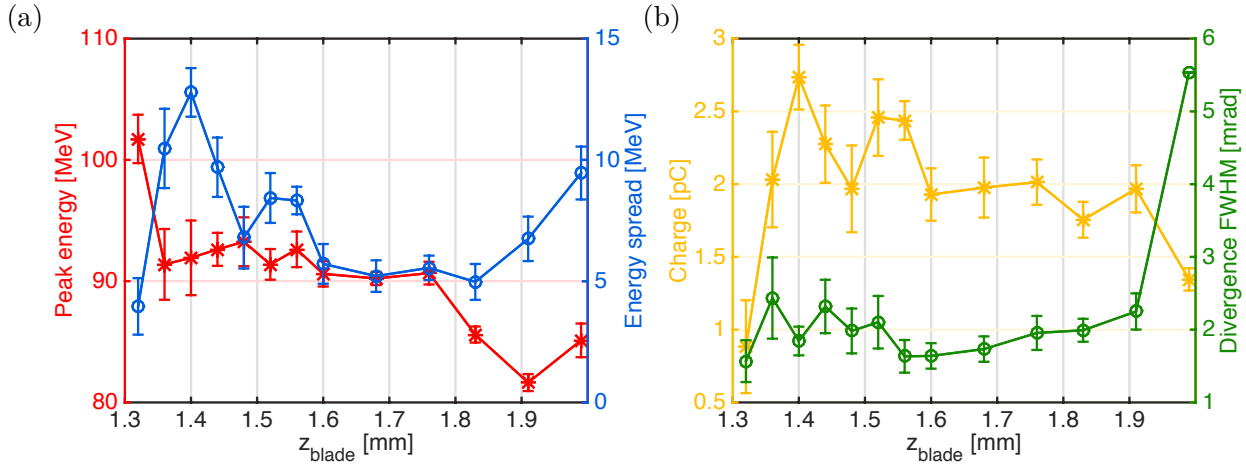 (a)
110
100
90
80
Peak energy [MeV]
15
10
5
0
Energy spread [MeV]
1.3 1.4 1.5 1.6 1.7 1.8 1.9
z_blade [mm]
(b)
3
2.5
2
1.5
1
0.5
Charge [pC]
6
5
4
3
2
1
Divergence FWHM [mrad]
1.3 1.4 1.5 1.6 1.7 1.8 1.9
z_blade [mm]